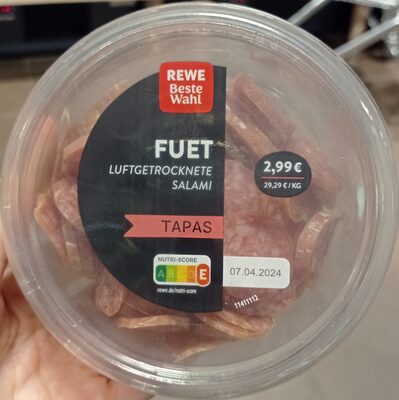 REWE
Beste
Wahl
FUET
LUFTGETROCKNETE
SALAMI
2,99 €
29,29 €/KG
TAPAS
NUTRI-SCORE
A B C D E
07.04.2024
rewe.de/nutri-score
11411112